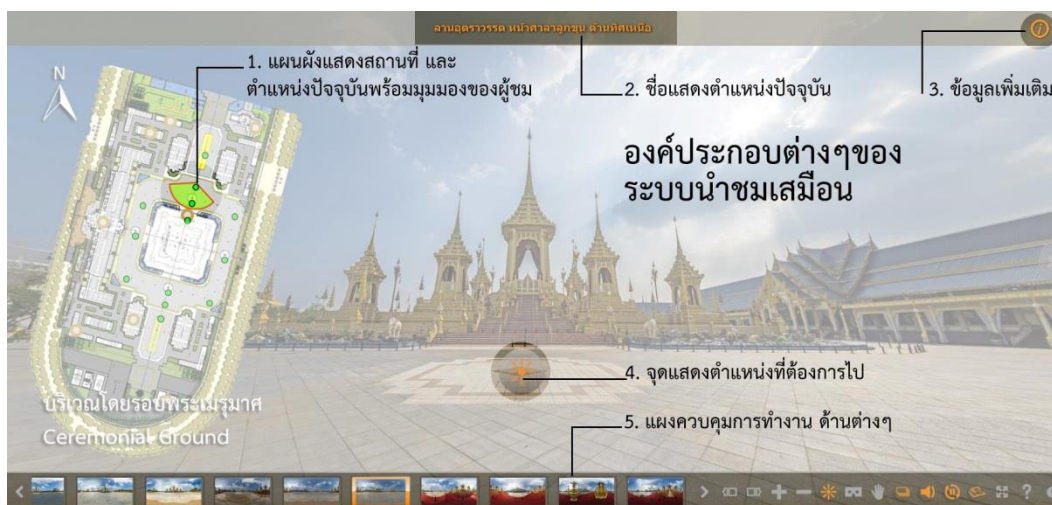 ลานอุตราวรรต หน้าศาลาลูกขุน ด้านทิศเหนือ
1. แผนผังแสดงสถานที่ และ
ตำแหน่งปัจจุบันพร้อมมุมมองของผู้ชม
2. ชื่อแสดงตำแหน่งปัจจุบัน
3. ข้อมูลเพิ่มเติม
N
องค์ประกอบต่างๆของ
ระบบนำชมเสมือน
4. จุดแสดงตำแหน่งที่ต้องการไป
บริเวณโดยรอบพระเมรุมาศ
Ceremonial Ground
5. แผงควบคุมการทำงาน ด้านต่างๆ